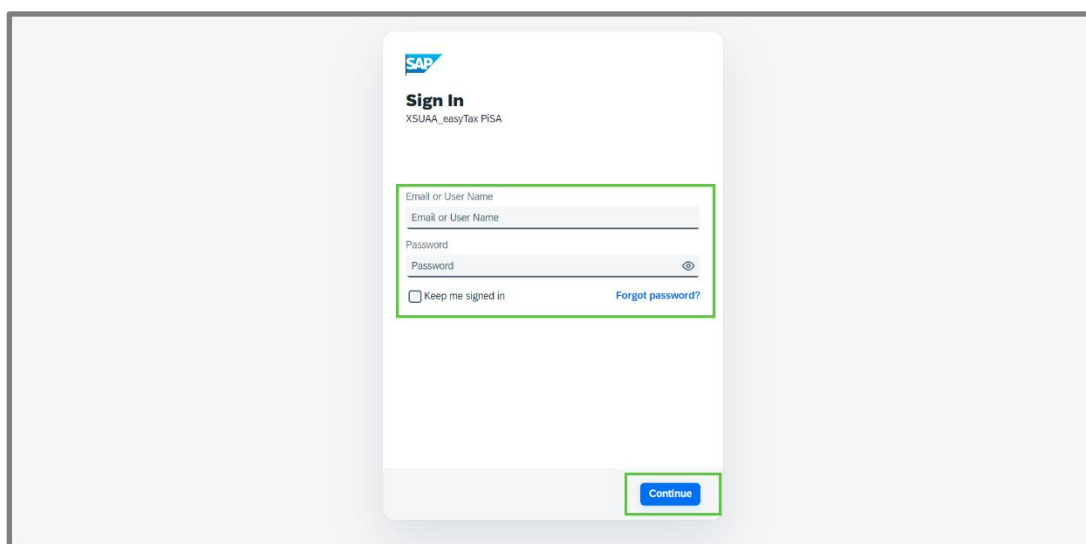 SAP
Sign In
XSUAA_easyTax PiSA
Email or User Name
Email or User Name
Password
Password
Keep me signed in Forgot password?
Continue